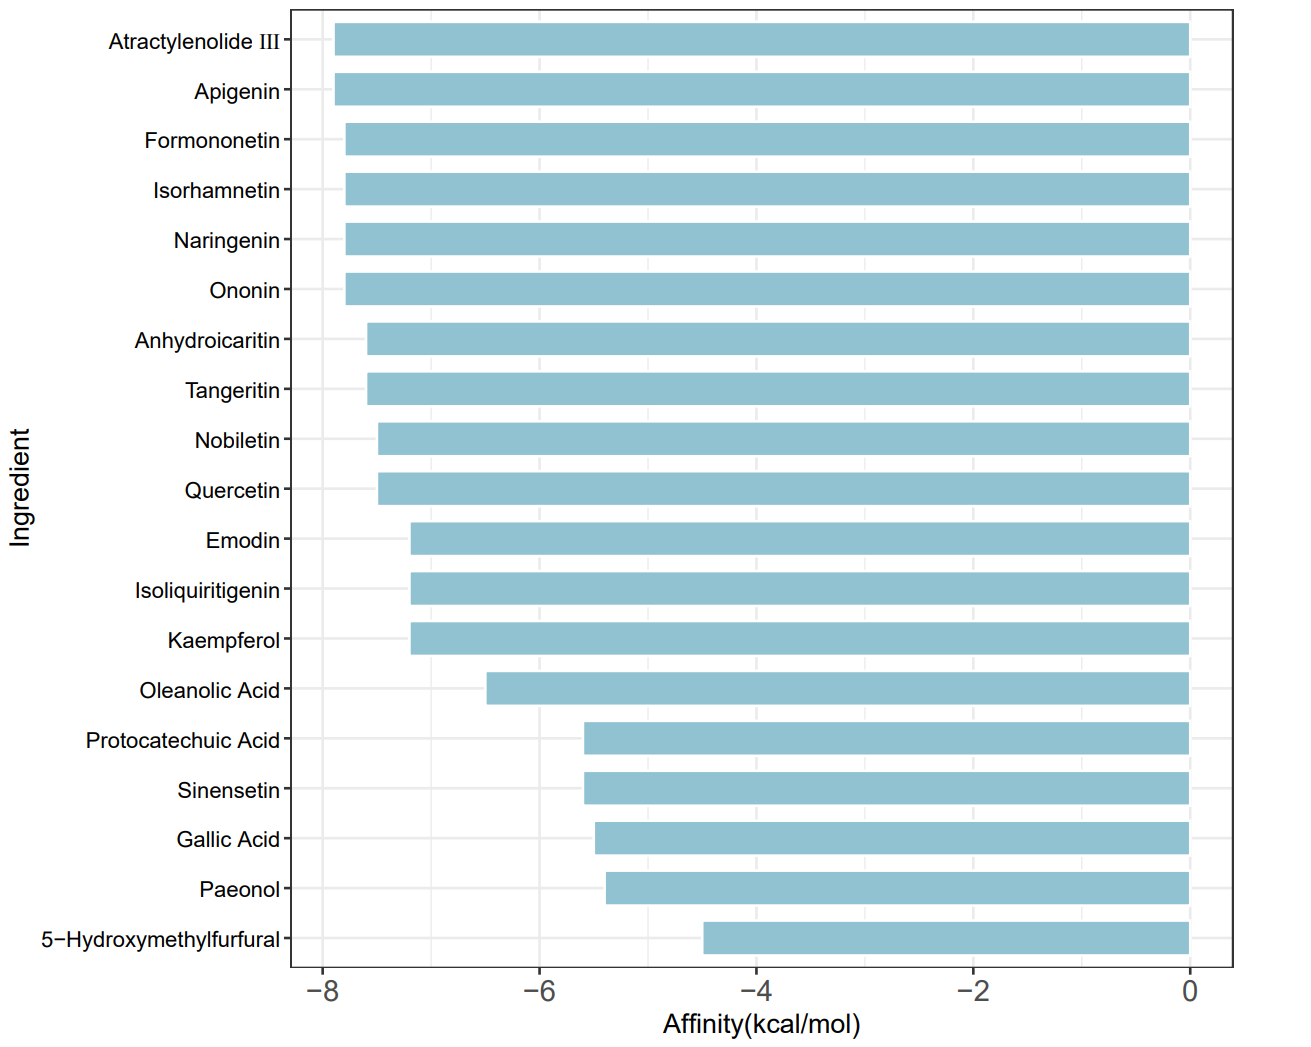 Atractylenolide III
Apigenin
Formononetin
Isorhamnetin
Naringenin
Ononin
Anhydroicaritin
Tangeritin
Nobiletin
Quercetin
Emodin
Isoliquiritigenin
Kaempferol
Oleanolic Acid
Protocatechuic Acid
Sinensetin
Gallic Acid
Paeonol
5−Hydroxymethylfurfural
Ingredient
−8 −6 −4 −2 0
Affinity(kcal/mol)